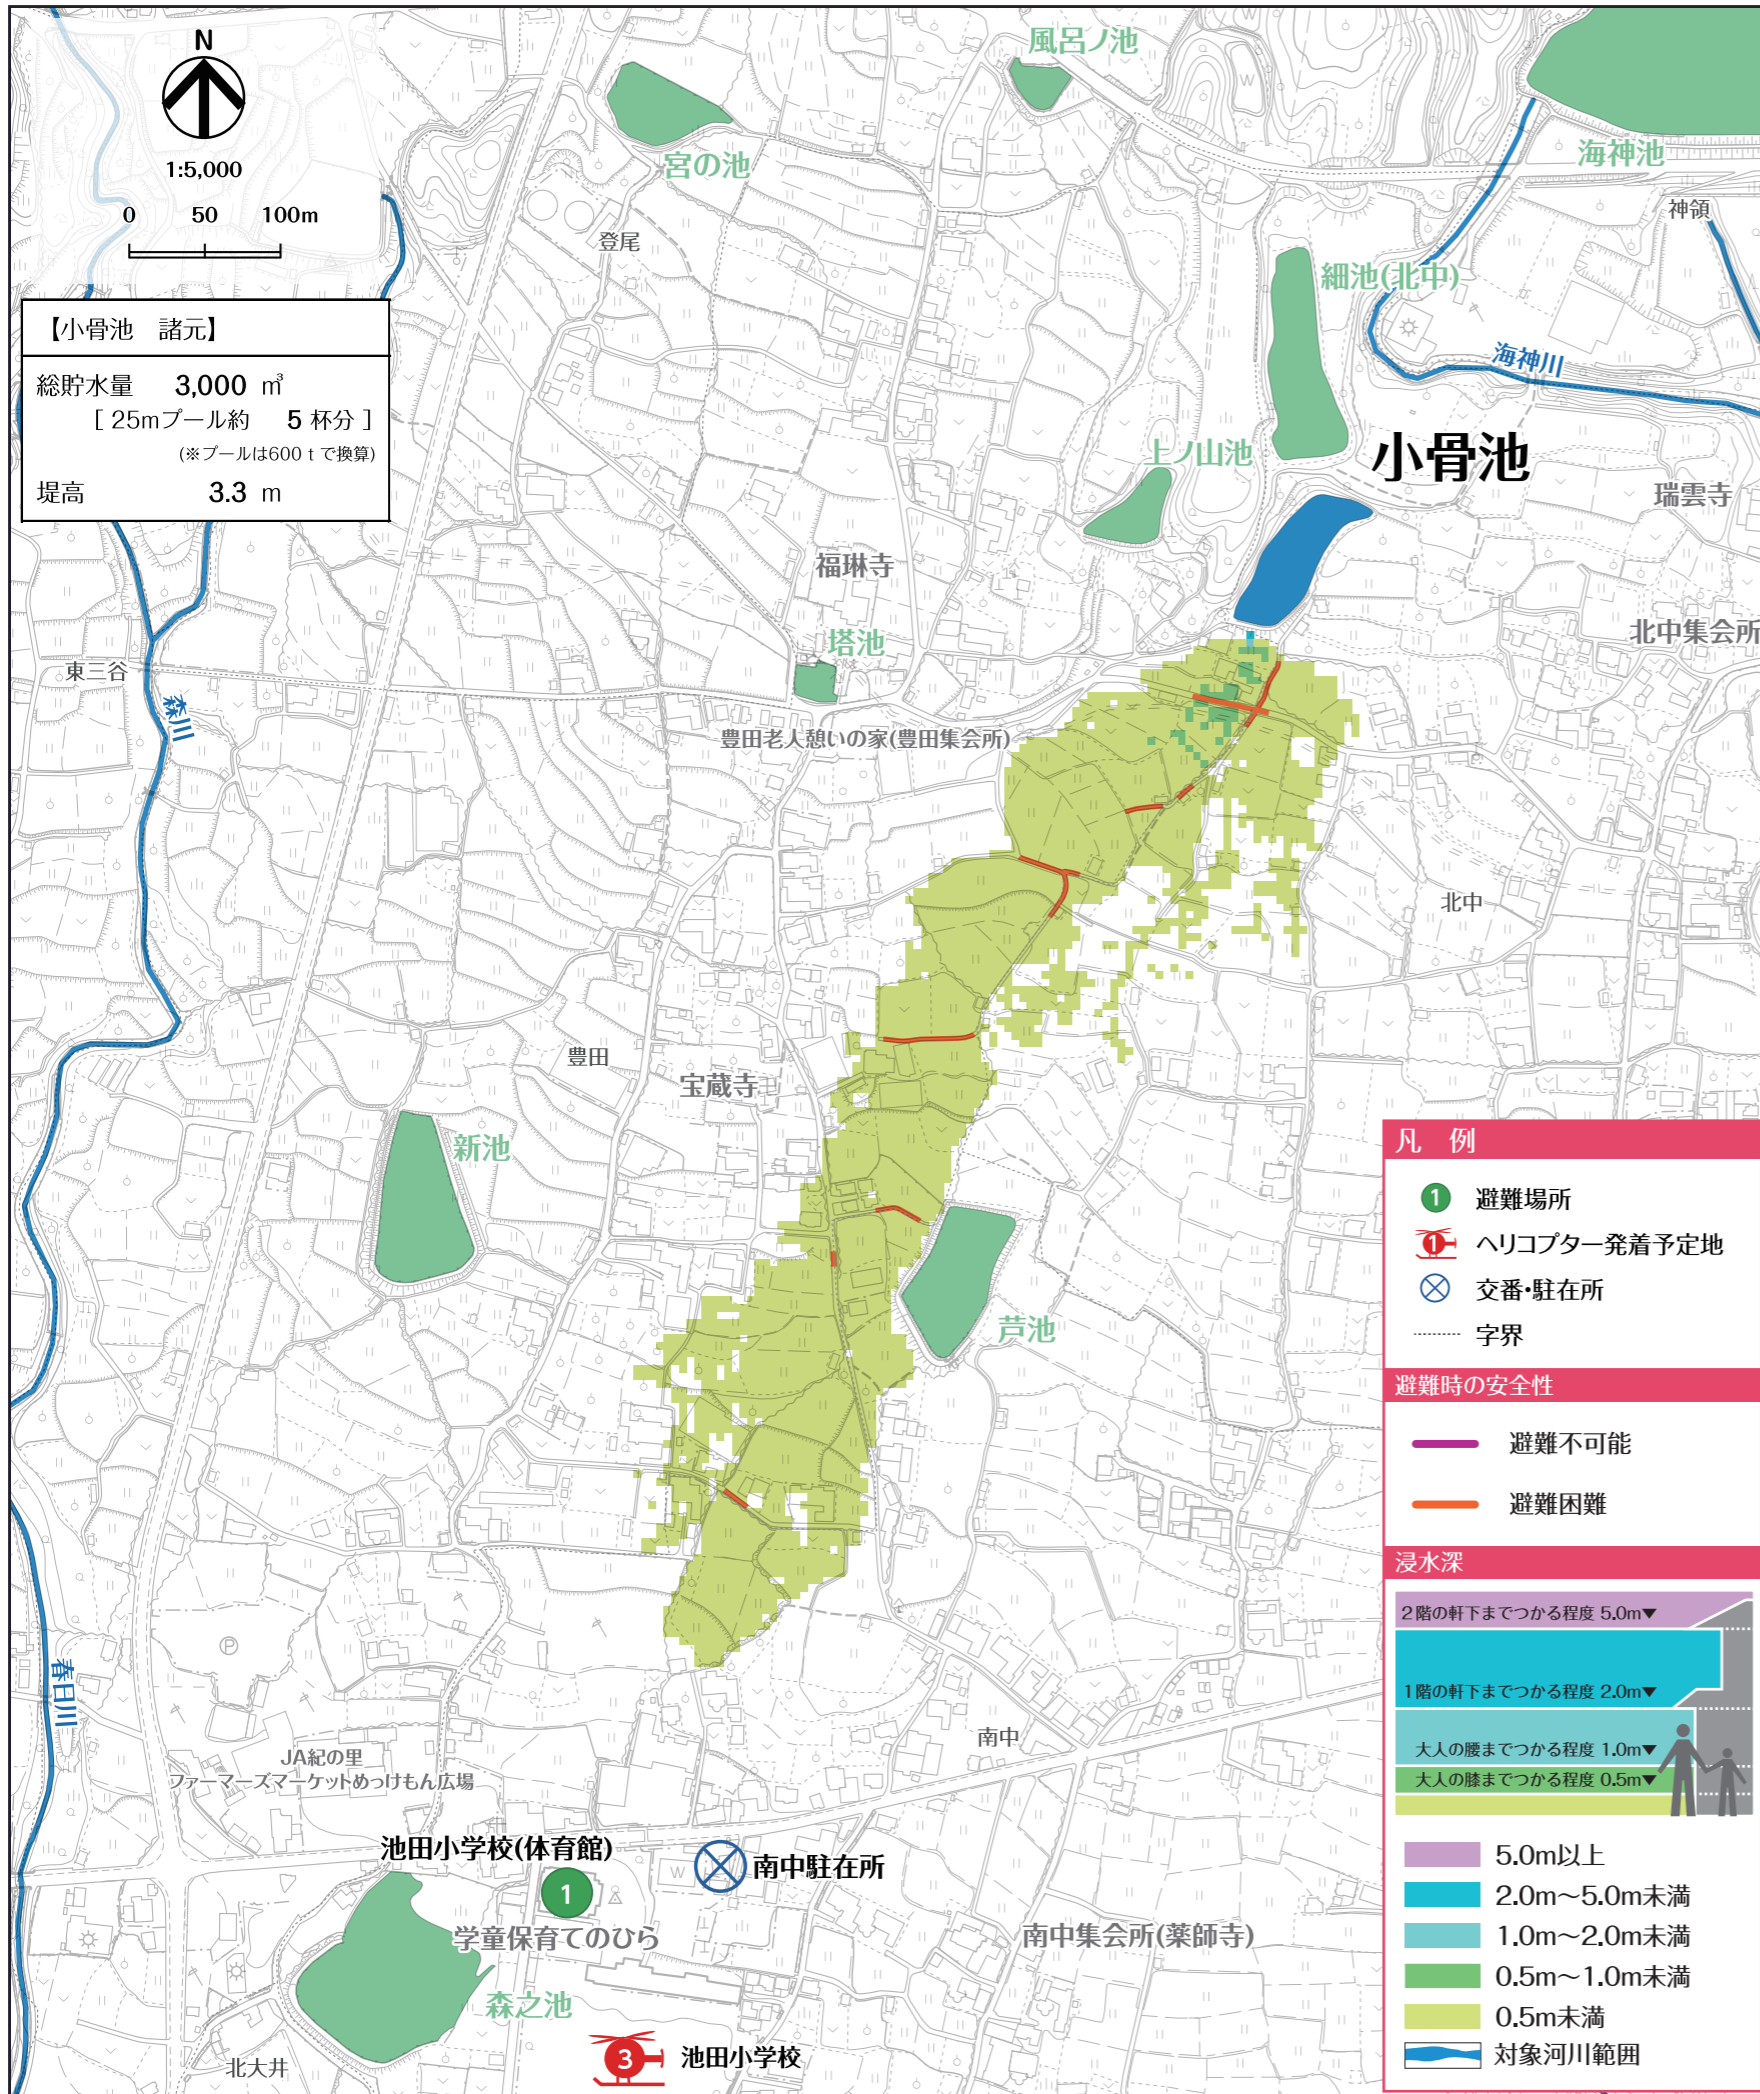 N
1:5,000
0 50 100m
【小骨池　諸元】
総貯水量 3,000 ㎥
[ 25mプール約 5 杯分 ]
(※プールは600ｔで換算)
堤高 3.3 m
風呂ノ池
宮の池
海神池
神領
登尾
細池(北中)
海神川
上ノ山池
小骨池
瑞雲寺
福琳寺
北中集会所
塔池
東三谷
森川
豊田老人憩いの家(豊田集会所)
北中
豊田
宝蔵寺
新池
芦池
春日川
JA紀の里
ファーマーズマーケットめっけもん広場
南中
池田小学校(体育館)
1
南中駐在所
学童保育てのひら
南中集会所(薬師寺)
森之池
北大井
3
池田小学校
凡　例
1 避難場所
1 ヘリコプター発着予定地
交番・駐在所
字界
避難時の安全性
避難不可能
避難困難
浸水深
２階の軒下までつかる程度 5.0m▼
１階の軒下までつかる程度 2.0m▼
大人の腰までつかる程度 1.0m▼
大人の膝までつかる程度 0.5m▼
5.0m以上
2.0m～5.0m未満
1.0m～2.0m未満
0.5m～1.0m未満
0.5m未満
対象河川範囲